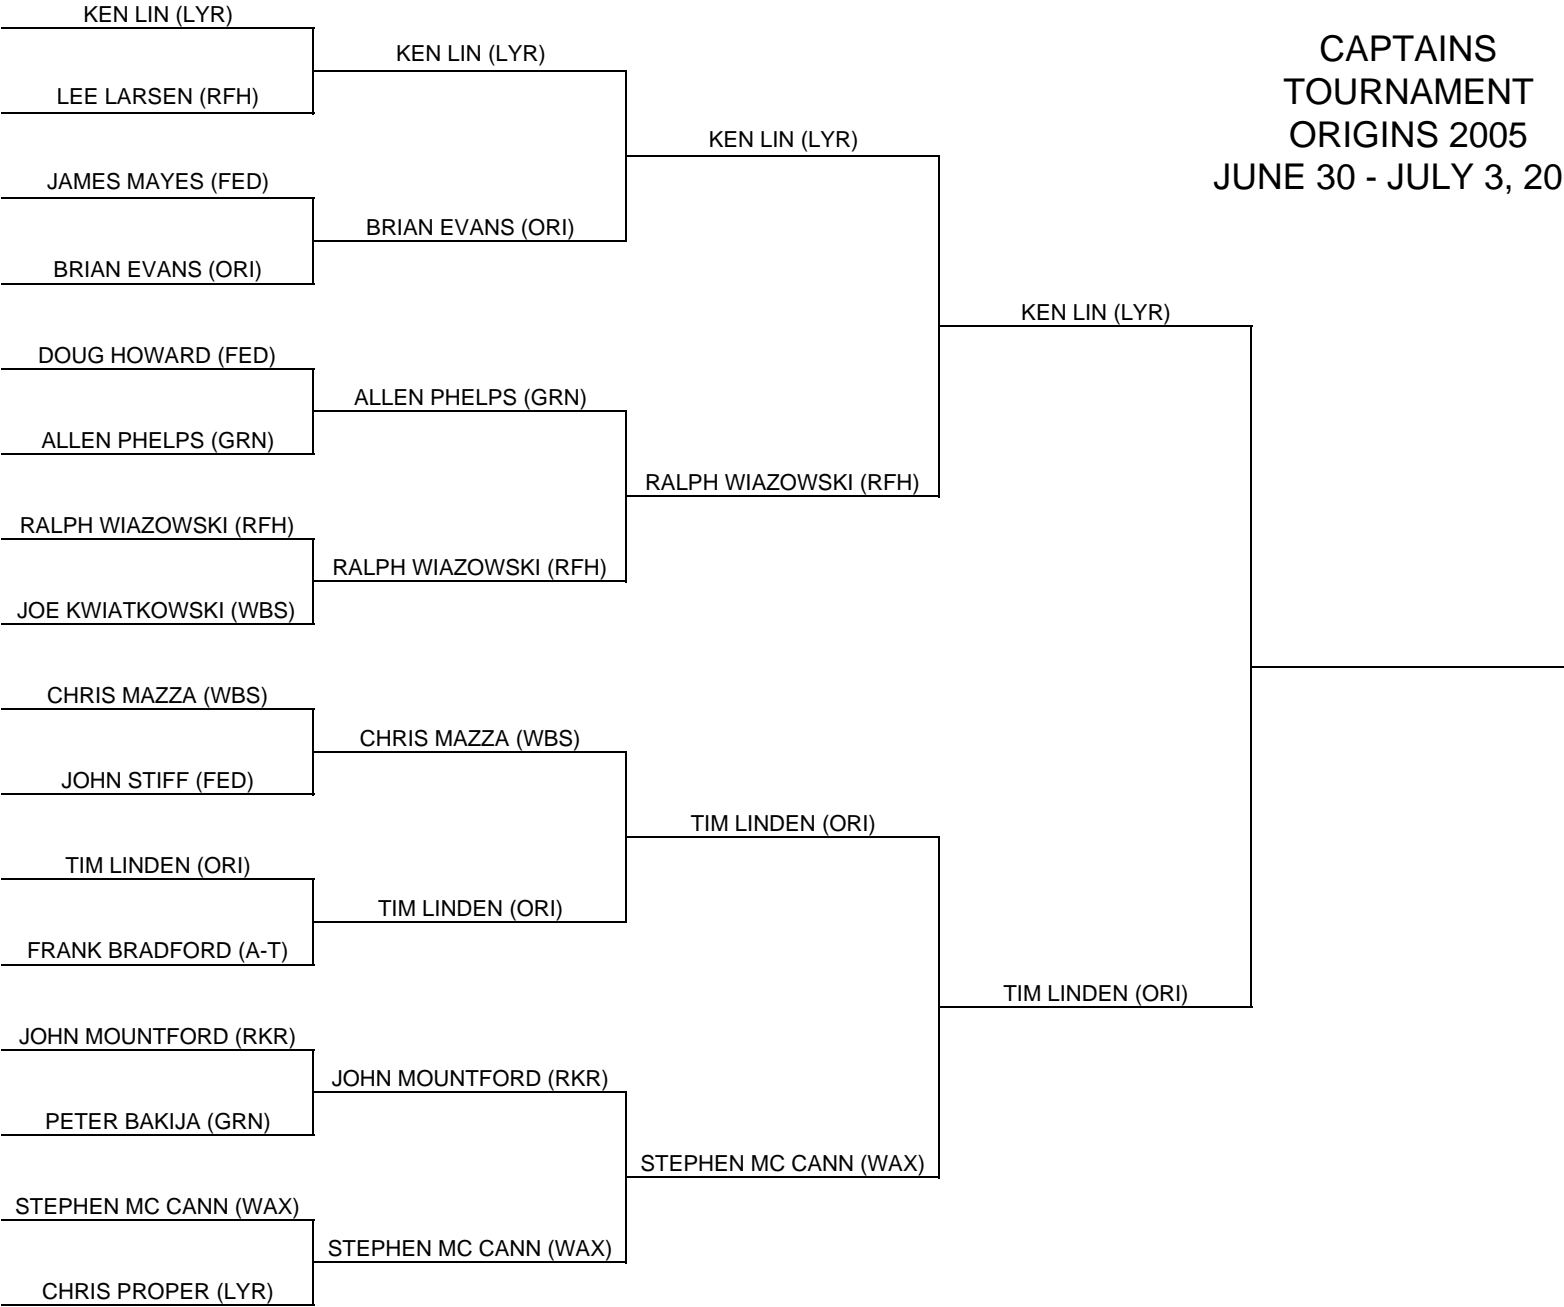 KEN LIN (LYR)
LEE LARSEN (RFH)
JAMES MAYES (FED)
BRIAN EVANS (ORI)
DOUG HOWARD (FED)
ALLEN PHELPS (GRN)
RALPH WIAZOWSKI (RFH)
JOE KWIATKOWSKI (WBS)
CHRIS MAZZA (WBS)
JOHN STIFF (FED)
TIM LINDEN (ORI)
FRANK BRADFORD (A-T)
JOHN MOUNTFORD (RKR)
PETER BAKIJA (GRN)
STEPHEN MC CANN (WAX)
CHRIS PROPER (LYR)
KEN LIN (LYR)
BRIAN EVANS (ORI)
ALLEN PHELPS (GRN)
RALPH WIAZOWSKI (RFH)
CHRIS MAZZA (WBS)
TIM LINDEN (ORI)
JOHN MOUNTFORD (RKR)
STEPHEN MC CANN (WAX)
KEN LIN (LYR)
RALPH WIAZOWSKI (RFH)
TIM LINDEN (ORI)
STEPHEN MC CANN (WAX)
KEN LIN (LYR)
TIM LINDEN (ORI)
CAPTAINS
TOURNAMENT
ORIGINS 2005
JUNE 30 - JULY 3, 20